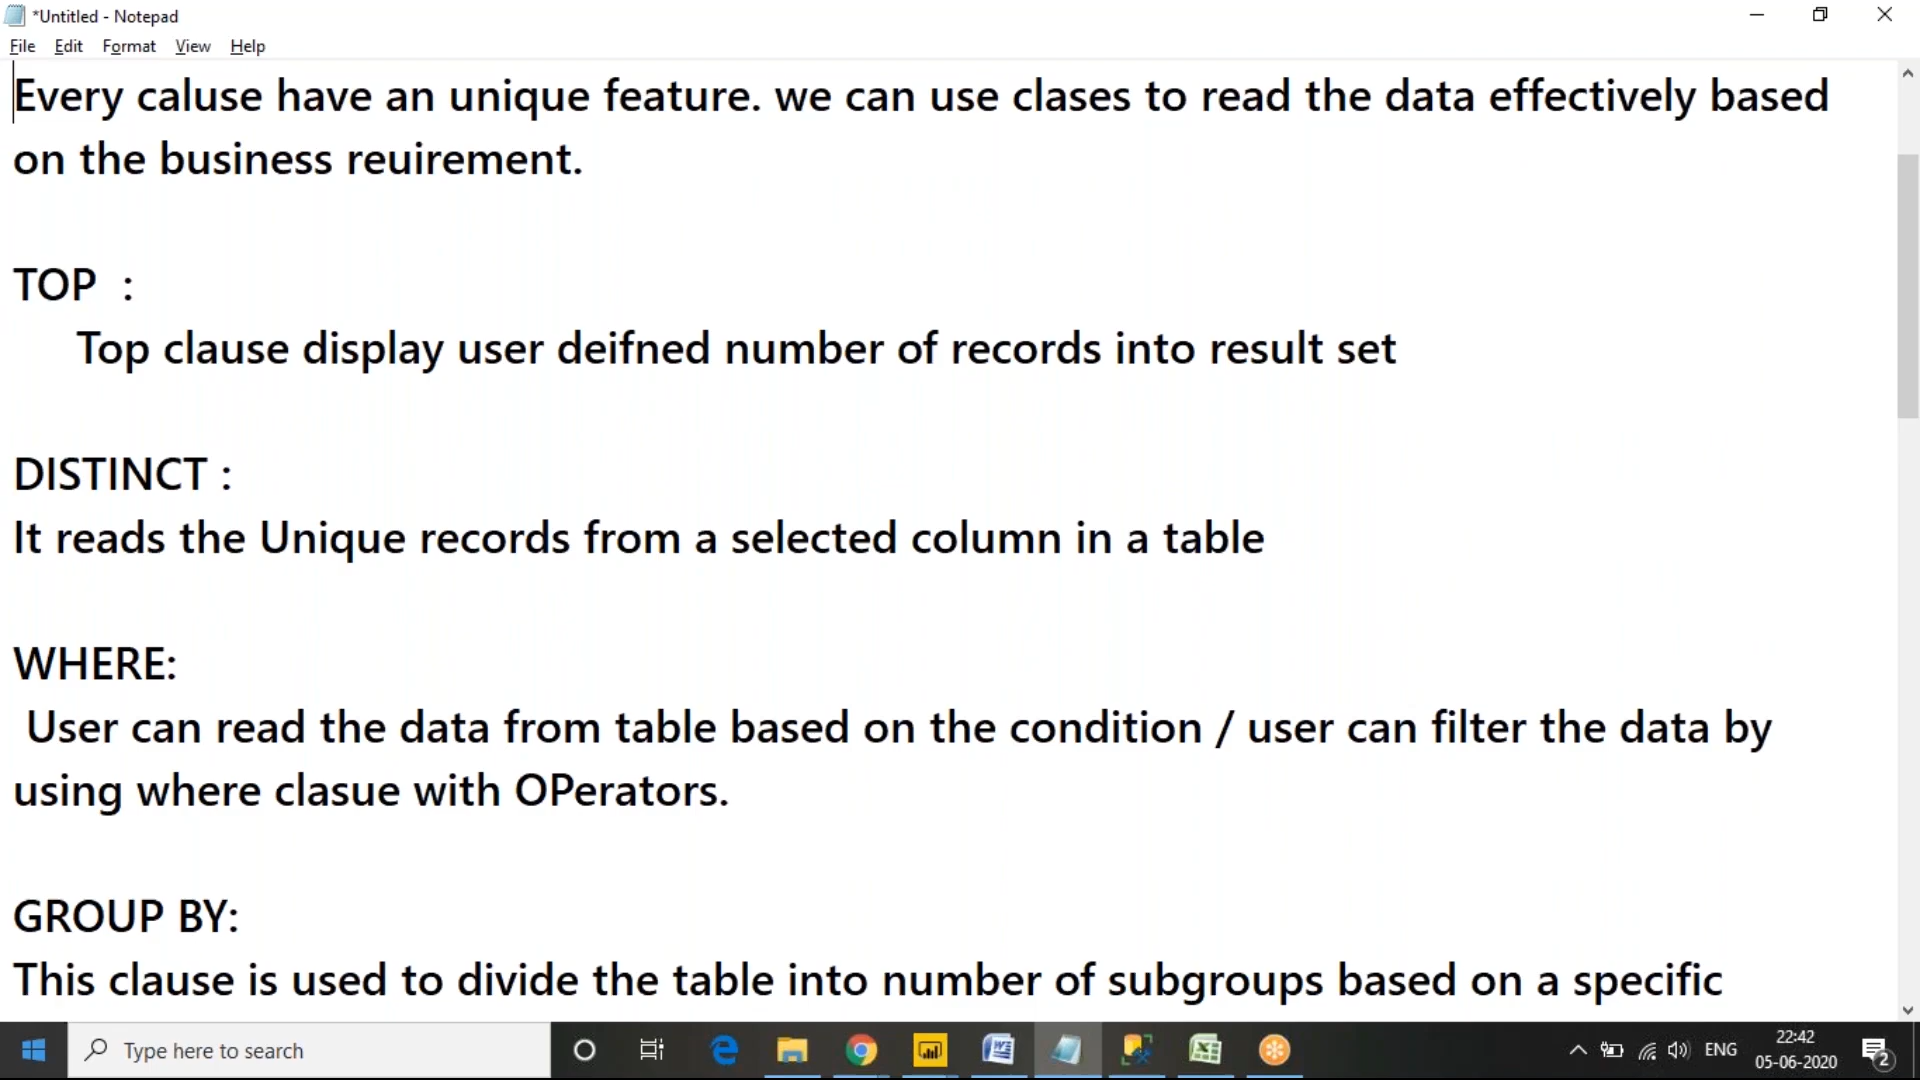 *Untitled - Notepad
File Edit Format View Help
Every caluse have an unique feature. we can use clases to read the data effectively based
on the business reuirement.
TOP  :
Top clause display user deifned number of records into result set
DISTINCT :
It reads the Unique records from a selected column in a table
WHERE:
User can read the data from table based on the condition / user can filter the data by
using where clasue with OPerators.
GROUP BY:
This clause is used to divide the table into number of subgroups based on a specific
Type here to search
ENG
22:42
05-06-2020
2